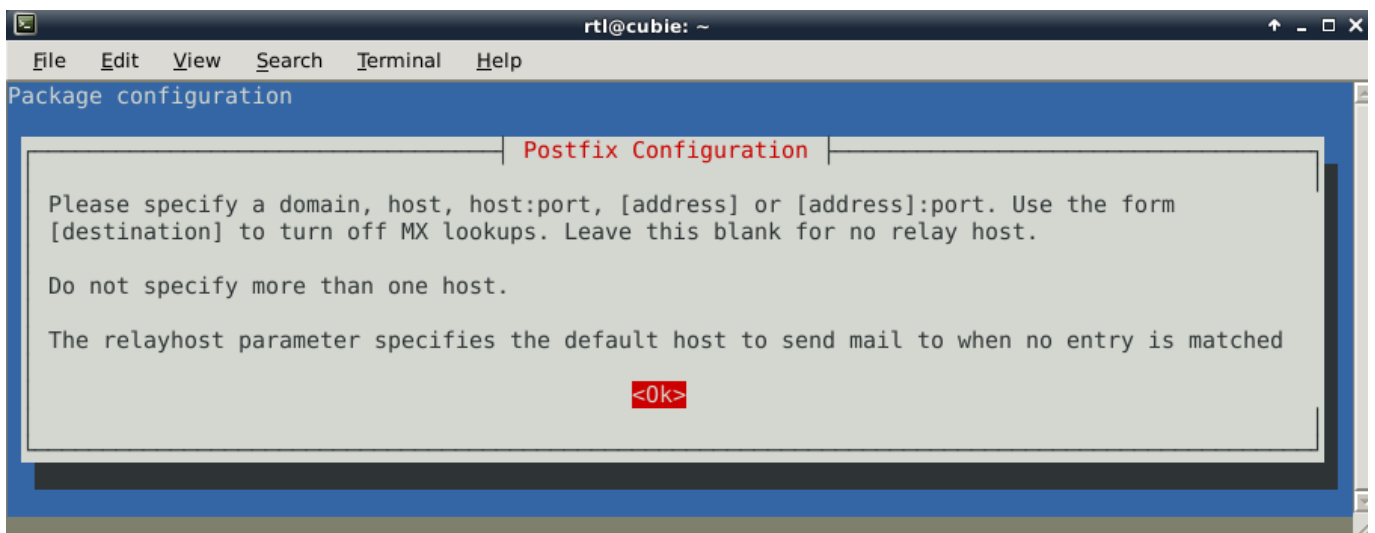 rtl@cubie: ~
File Edit View Search Terminal Help
Package configuration
Postfix Configuration
Please specify a domain, host, host:port, [address] or [address]:port. Use the form
[destination] to turn off MX lookups. Leave this blank for no relay host.
Do not specify more than one host.
The relayhost parameter specifies the default host to send mail to when no entry is matched
<Ok>